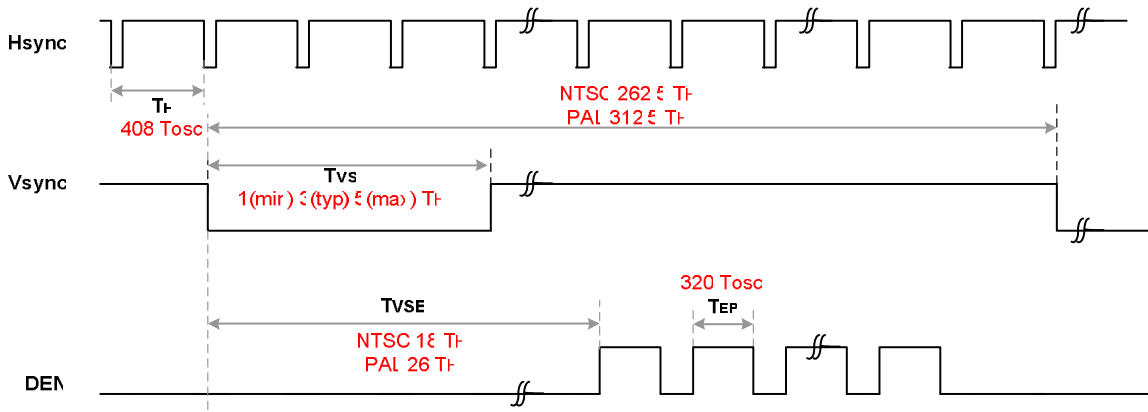 Hsync
NTSC 262.5 TH
TH
PAL 312.5 TH
408 Tosc
TVS
Vsync
1(min) 3(typ) 5(max) TH
320 Tosc
TVSE
TEP
NTSC 18 TH
PAL 26 TH
DEN